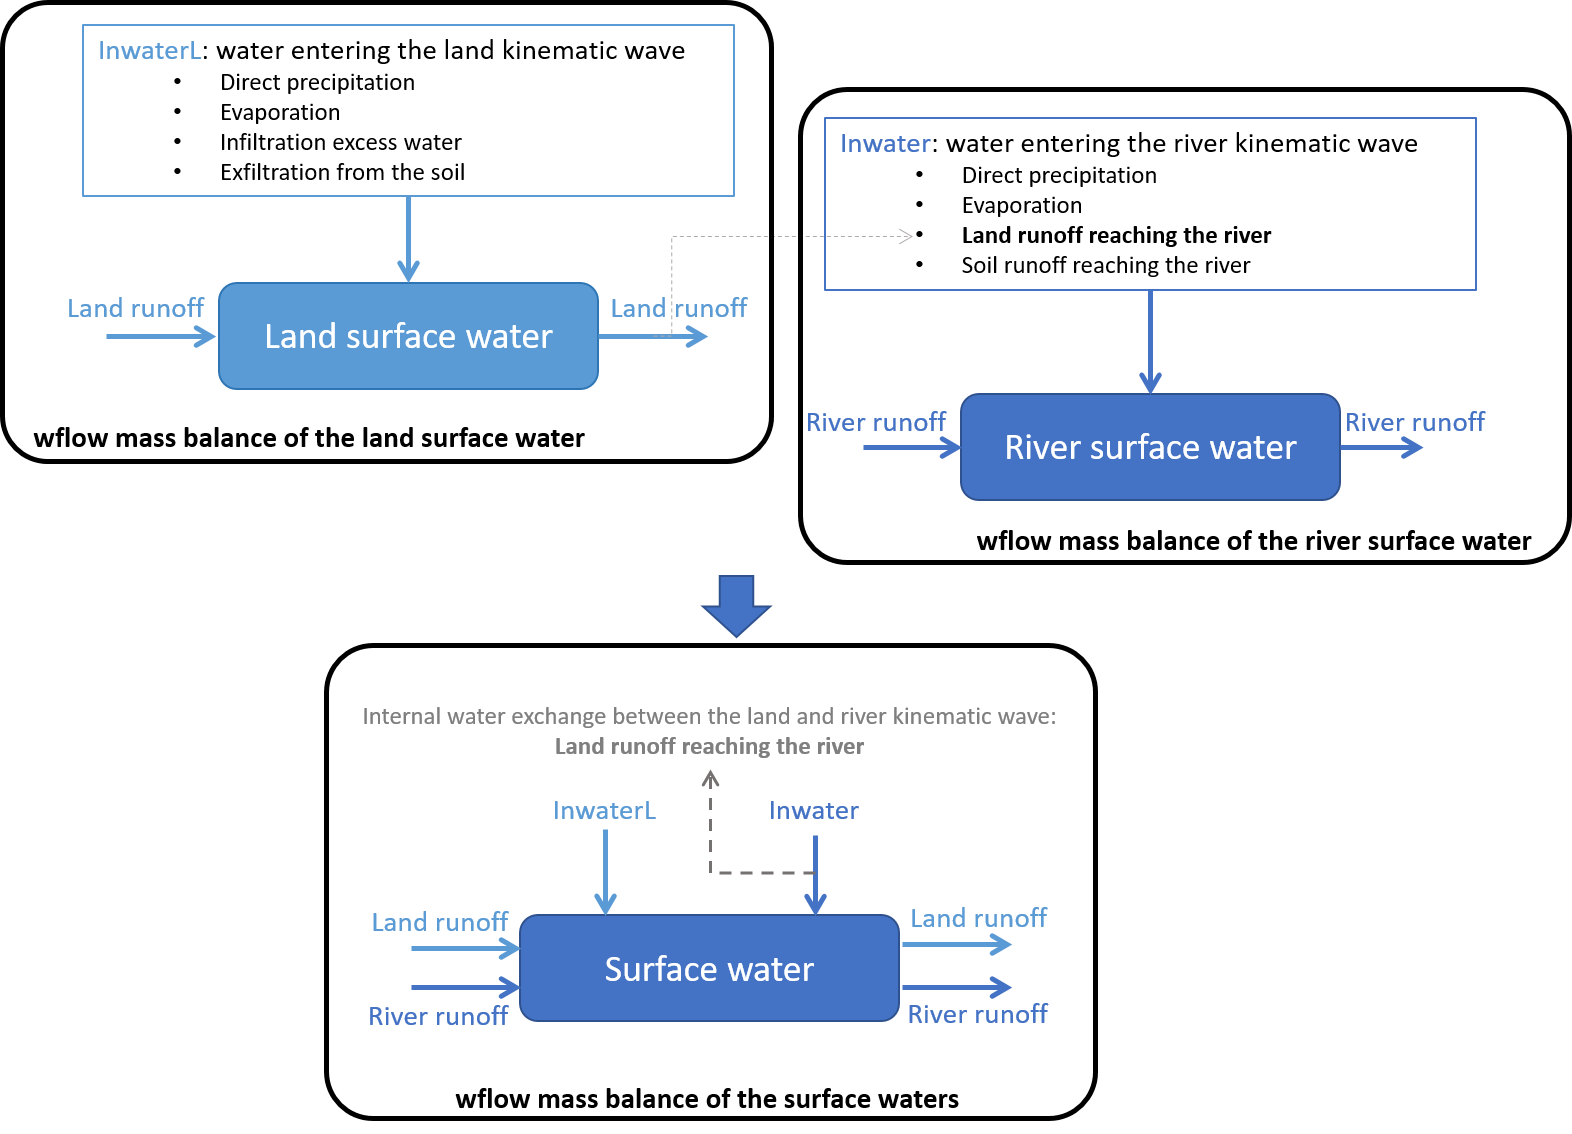 InwaterL: water entering the land kinematic wave
• Direct precipitation
• Evaporation
• Infiltration excess water
• Exfiltration from the soil
Land runoff
Land surface water
Land runoff
wflow mass balance of the land surface water
Inwater: water entering the river kinematic wave
• Direct precipitation
• Evaporation
• Land runoff reaching the river
• Soil runoff reaching the river
River runoff
River surface water
River runoff
wflow mass balance of the river surface water
Internal water exchange between the land and river kinematic wave:
Land runoff reaching the river
InwaterL
Inwater
Land runoff
River runoff
Surface water
Land runoff
River runoff
wflow mass balance of the surface waters